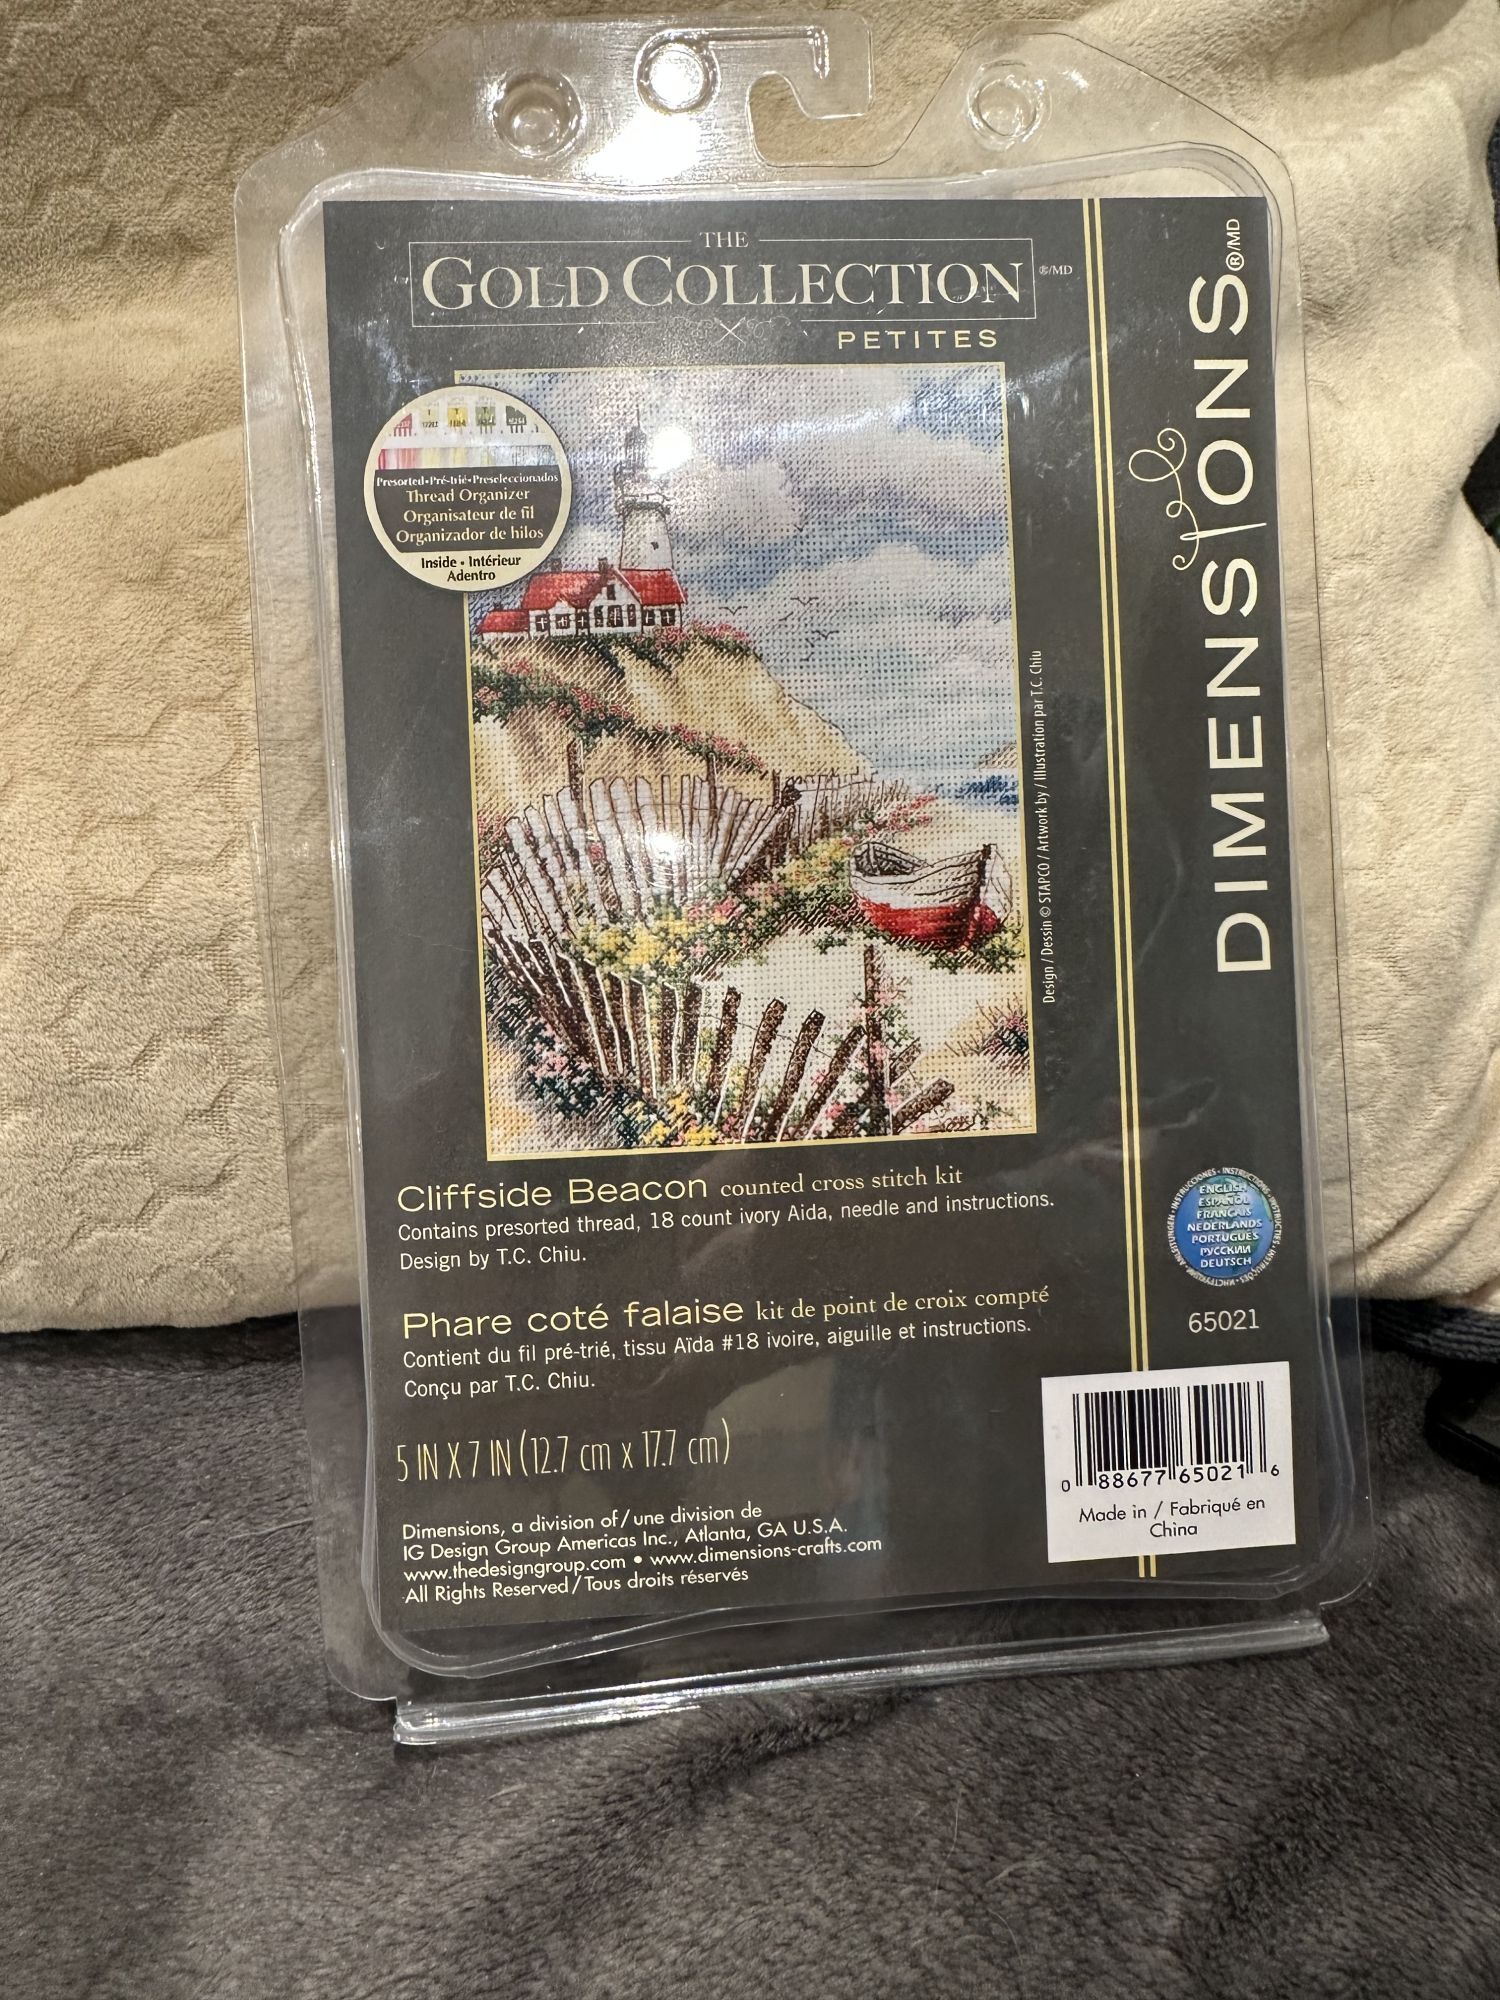 THE
GOLD COLLECTION ®/MD
PETITES
DIMENSIONS®/MD
Presorted•Pré-trié•Preseleccionados
Thread Organizer
Organisateur de fil
Organizador de hilos
Inside • Intérieur
Adentro
Design / Dessin © STAPCO / Artwork by / Illustration par T.C. Chiu
Cliffside Beacon counted cross stitch kit
Contains presorted thread, 18 count ivory Aida, needle and instructions.
Design by T.C. Chiu.
Phare coté falaise kit de point de croix compté
Contient du fil pré-trié, tissu Aïda #18 ivoire, aiguille et instructions.
Conçu par T.C. Chiu.
5 IN X 7 IN (12.7 cm x 17.7 cm)
Dimensions, a division of / une division de
IG Design Group Americas Inc., Atlanta, GA U.S.A.
www.thedesigngroup.com • www.dimensions-crafts.com
All Rights Reserved / Tous droits réservés
ENGLISH
ESPAÑOL
FRANÇAIS
NEDERLANDS
PORTUGUÊS
РУССКИЙ
DEUTSCH
65021
0 88677 65021 6
Made in / Fabriqué en
China